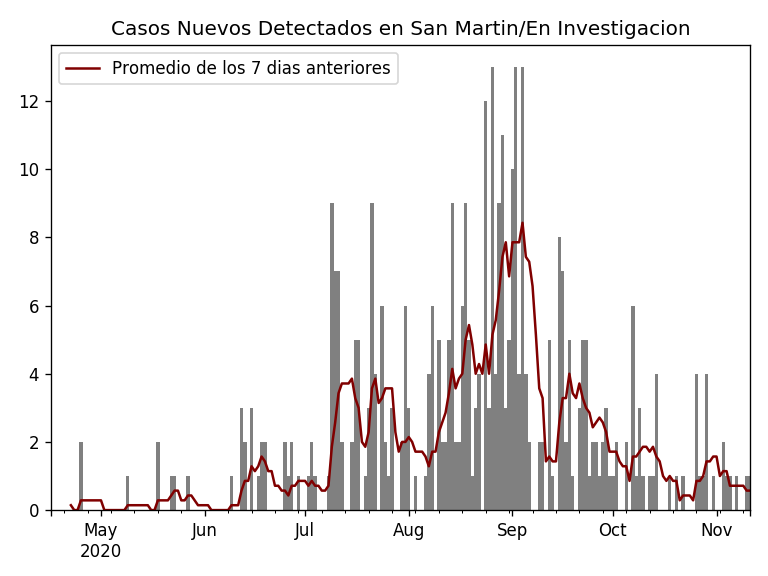 Casos Nuevos Detectados en San Martin/En Investigacion
Promedio de los 7 dias anteriores
12
10
8
6
4
2
0
May Jun Jul Aug Sep Oct Nov
2020